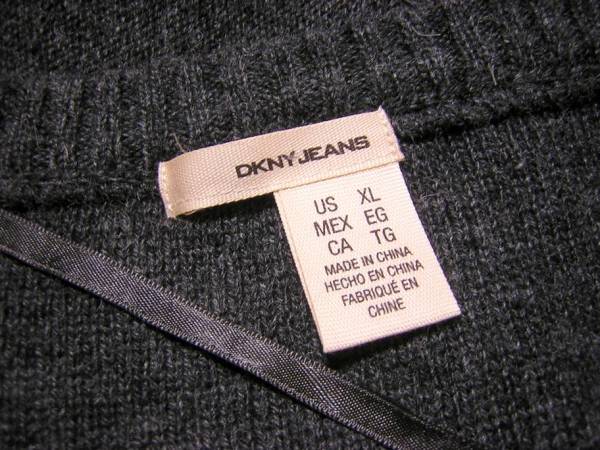 DKNY JEANS
US XL
MEX EG
CA TG
MADE IN CHINA
HECHO EN CHINA
FABRIQUÉ EN
CHINE